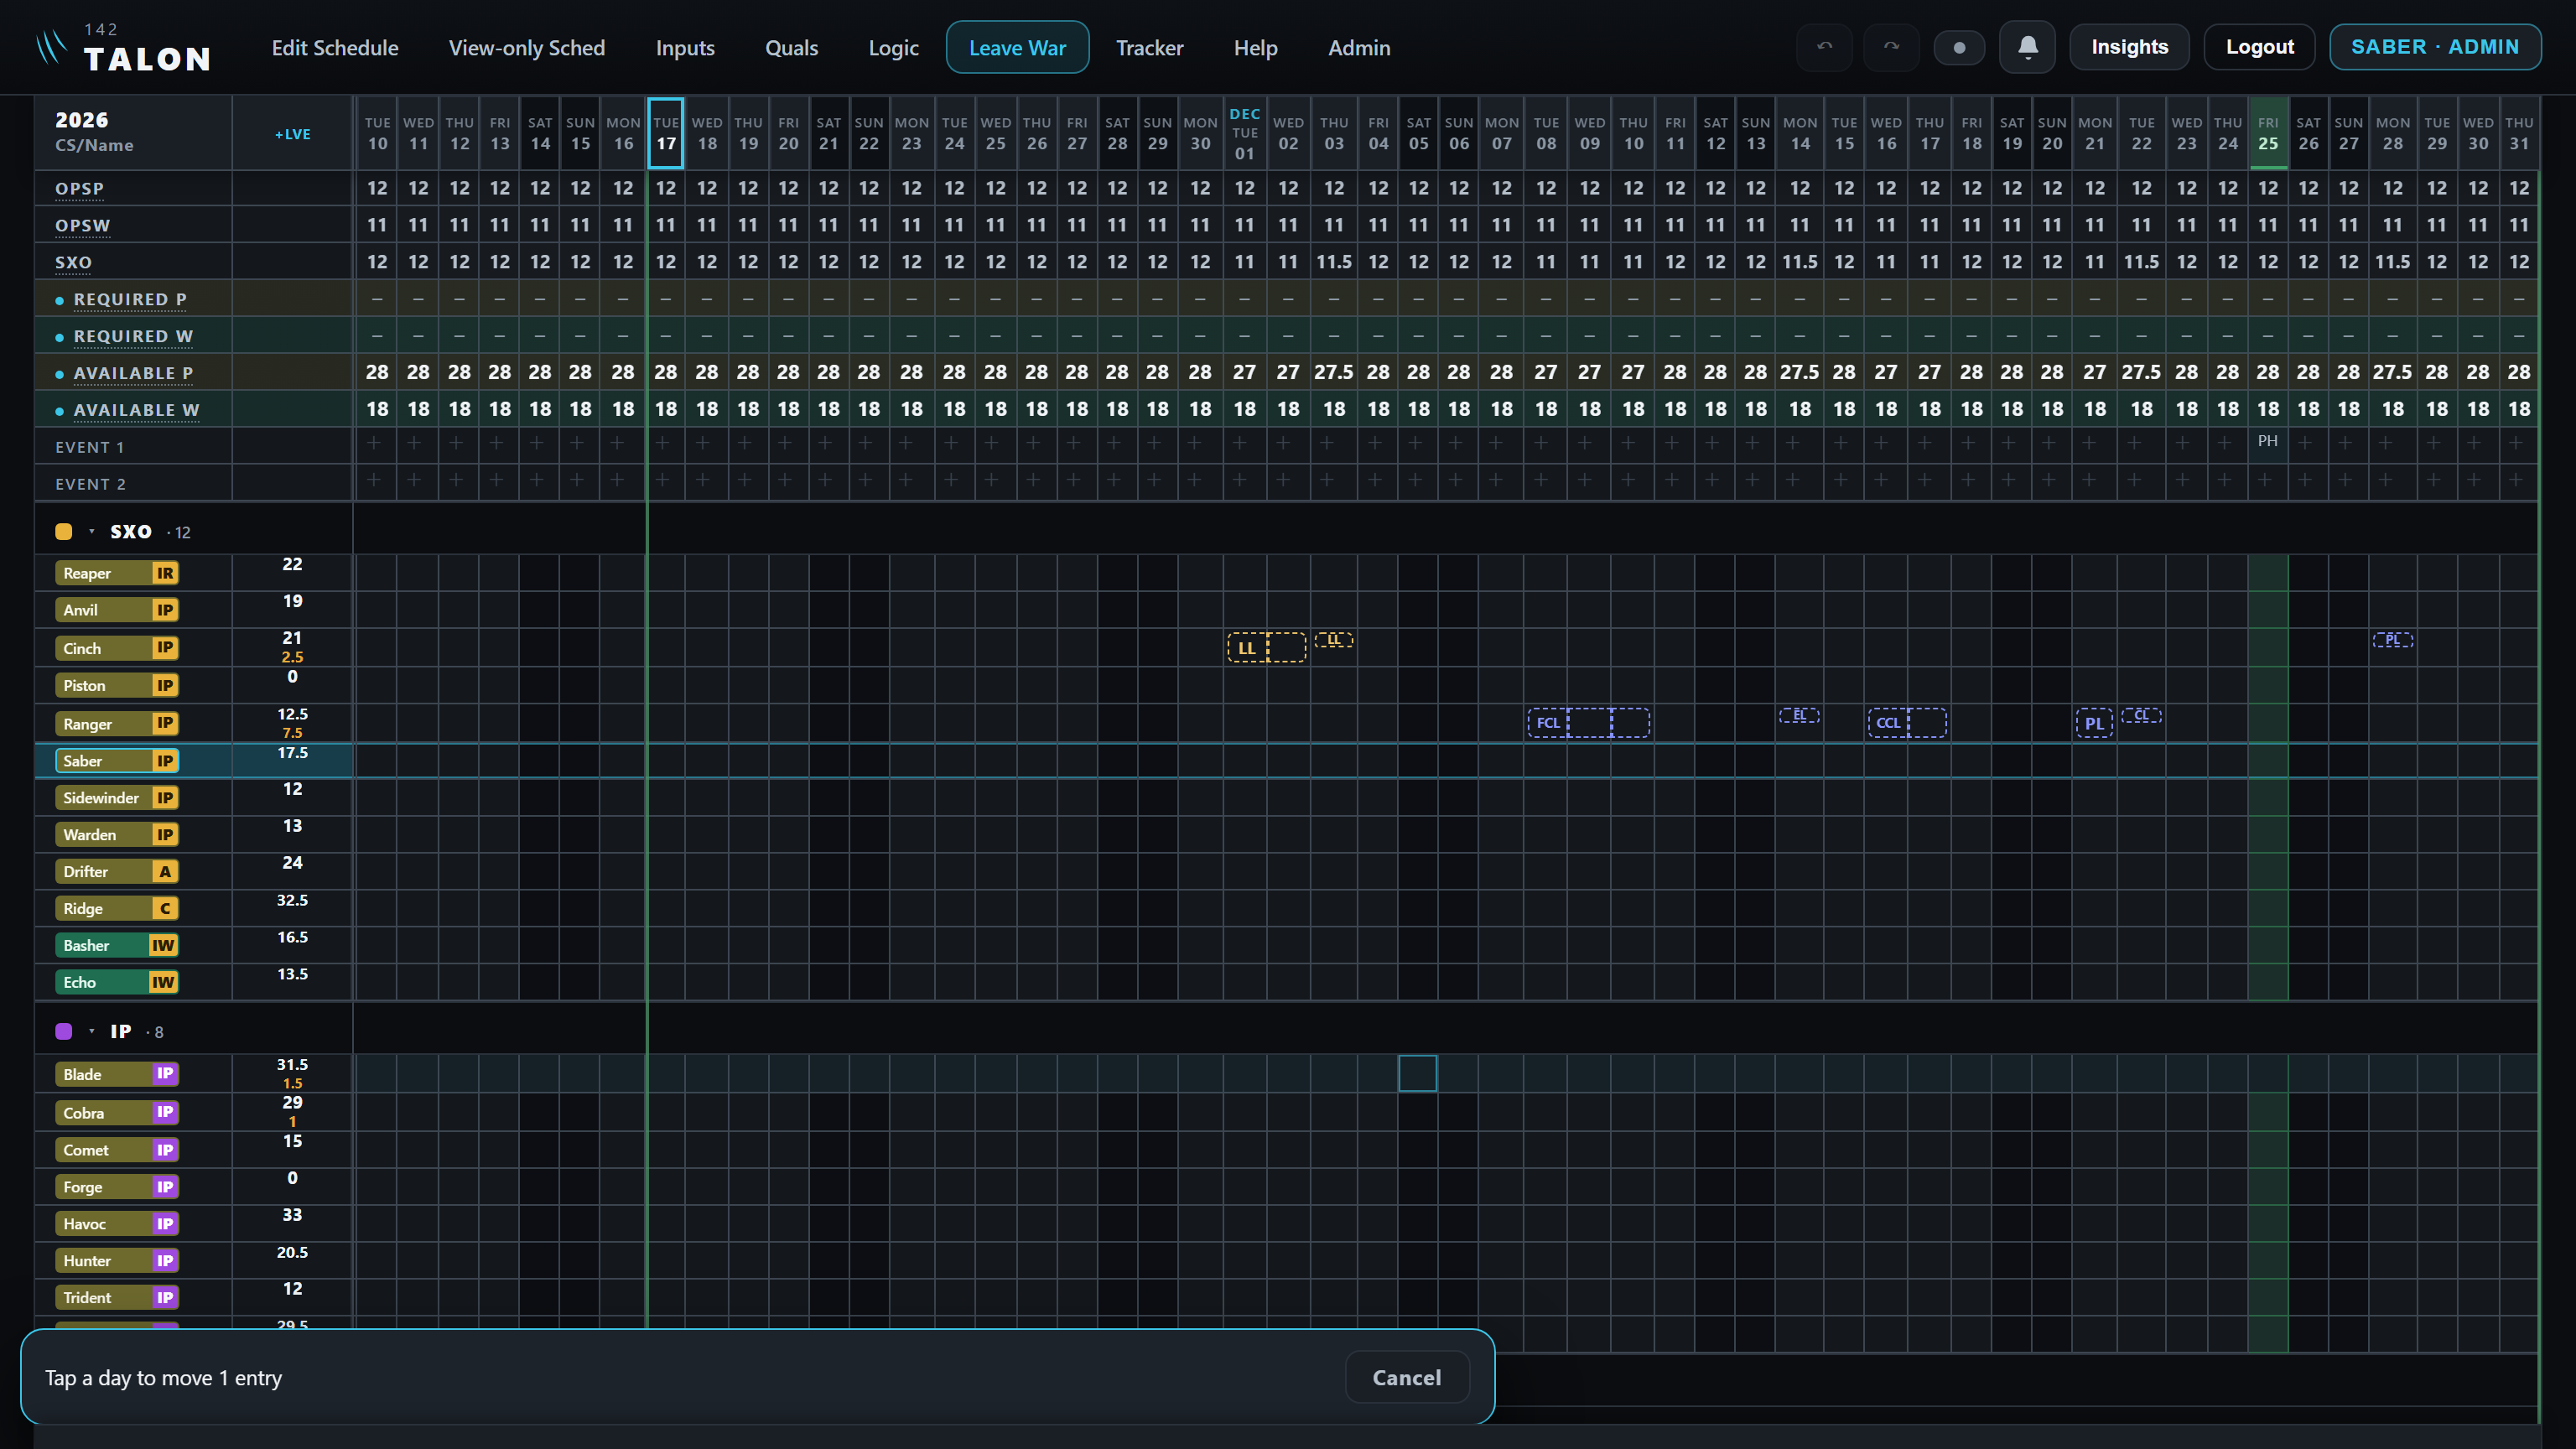 142
TALON
Edit Schedule
View-only Sched
Inputs
Quals
Logic
Leave War
Tracker
Help
Admin
Insights
Logout
SABER · ADMIN
2026
CS/Name
+LVE
TUE 10 WED 11 THU 12 FRI 13 SAT 14 SUN 15 MON 16 TUE 17 WED 18 THU 19 FRI 20 SAT 21 SUN 22 MON 23 TUE 24 WED 25 THU 26 FRI 27 SAT 28 SUN 29 MON 30 DEC TUE 01 WED 02 THU 03 FRI 04 SAT 05 SUN 06 MON 07 TUE 08 WED 09 THU 10 FRI 11 SAT 12 SUN 13 MON 14 TUE 15 WED 16 THU 17 FRI 18 SAT 19 SUN 20 MON 21 TUE 22 WED 23 THU 24 FRI 25 SAT 26 SUN 27 MON 28 TUE 29 WED 30 THU 31
OPSP 12 12 12 12 12 12 12 12 12 12 12 12 12 12 12 12 12 12 12 12 12 12 12 12 12 12 12 12 12 12 12 12 12 12 12 12 12 12 12 12 12 12 12 12 12 12 12 12 12 12 12 12
OPSW 11 11 11 11 11 11 11 11 11 11 11 11 11 11 11 11 11 11 11 11 11 11 11 11 11 11 11 11 11 11 11 11 11 11 11 11 11 11 11 11 11 11 11 11 11 11 11 11 11 11 11 11
SXO 12 12 12 12 12 12 12 12 12 12 12 12 12 12 12 12 12 12 12 12 12 11 11 11.5 12 12 12 12 11 11 11 12 12 12 11.5 12 11 11 12 12 12 11 11.5 12 12 12 12 12 11.5 12 12 12
REQUIRED P – – – – – – – – – – – – – – – – – – – – – – – – – – – – – – – – – – – – – – – – – – – – – – – – – – – –
REQUIRED W – – – – – – – – – – – – – – – – – – – – – – – – – – – – – – – – – – – – – – – – – – – – – – – – – – – –
AVAILABLE P 28 28 28 28 28 28 28 28 28 28 28 28 28 28 28 28 28 28 28 28 28 27 27 27.5 28 28 28 28 27 27 27 28 28 28 27.5 28 27 27 28 28 28 27 27.5 28 28 28 28 28 27.5 28 28 28
AVAILABLE W 18 18 18 18 18 18 18 18 18 18 18 18 18 18 18 18 18 18 18 18 18 18 18 18 18 18 18 18 18 18 18 18 18 18 18 18 18 18 18 18 18 18 18 18 18 18 18 18 18 18 18 18
EVENT 1 + + + + + + + + + + + + + + + + + + + + + + + + + + + + + + + + + + + + + + + + + + + + + PH + + + + + +
EVENT 2 + + + + + + + + + + + + + + + + + + + + + + + + + + + + + + + + + + + + + + + + + + + + + + + + + + + +
SXO · 12
Reaper IR 22
Anvil IP 19
Cinch IP 21 2.5 LL LL PL
Piston IP 0
Ranger IP 12.5 7.5 FCL EL CCL PL CL
Saber IP 17.5
Sidewinder IP 12
Warden IP 13
Drifter A 24
Ridge C 32.5
Basher IW 16.5
Echo IW 13.5
IP · 8
Blade IP 31.5 1.5
Cobra IP 29 1
Comet IP 15
Forge IP 0
Havoc IP 33
Hunter IP 20.5
Trident IP 12
29.5
Tap a day to move 1 entry
Cancel